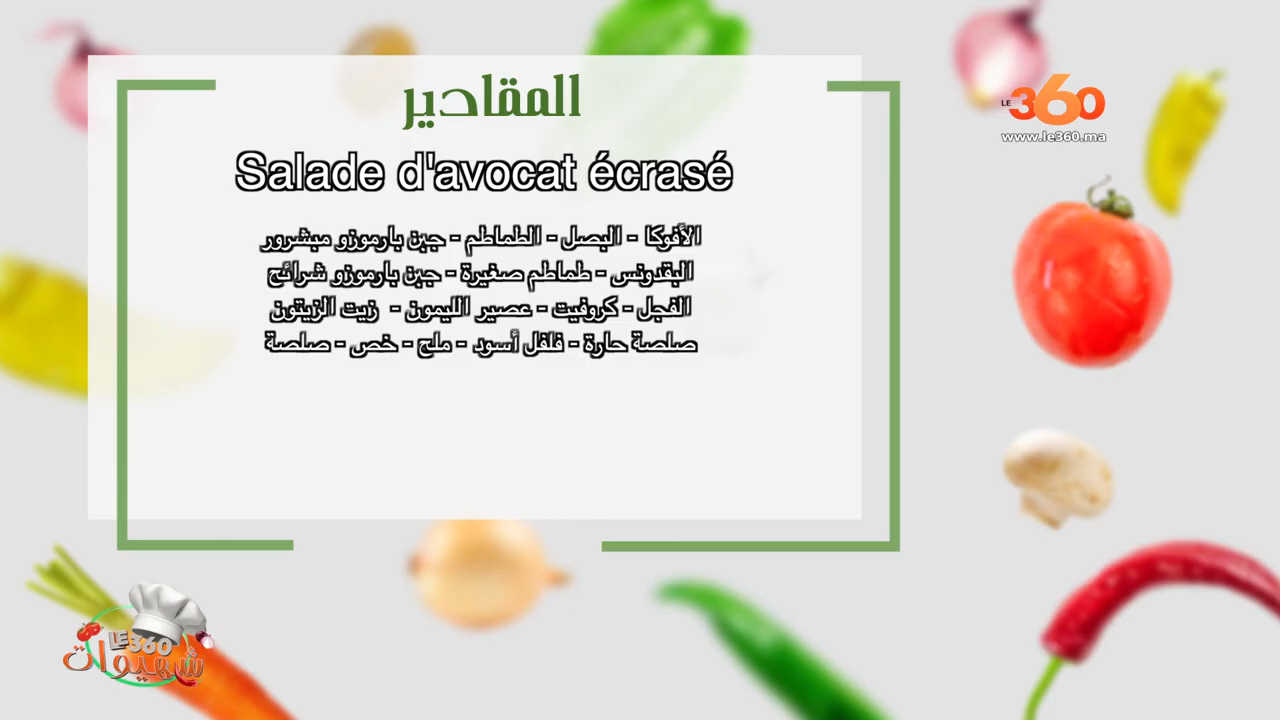 المقادير
Salade d'avocat écrasé
الأفوكا - البصل - الطماطم - جبن بارموزو مبشرور
البقدونس - طماطم صغيرة - جبن بارموزو شرائح
الفجل - كروفيت - عصير الليمون - زيت الزيتون
صلصة حارة - فلفل أسود - ملح - خص - صلصة
LE 360
www.le360.ma
LE360
شهيوات